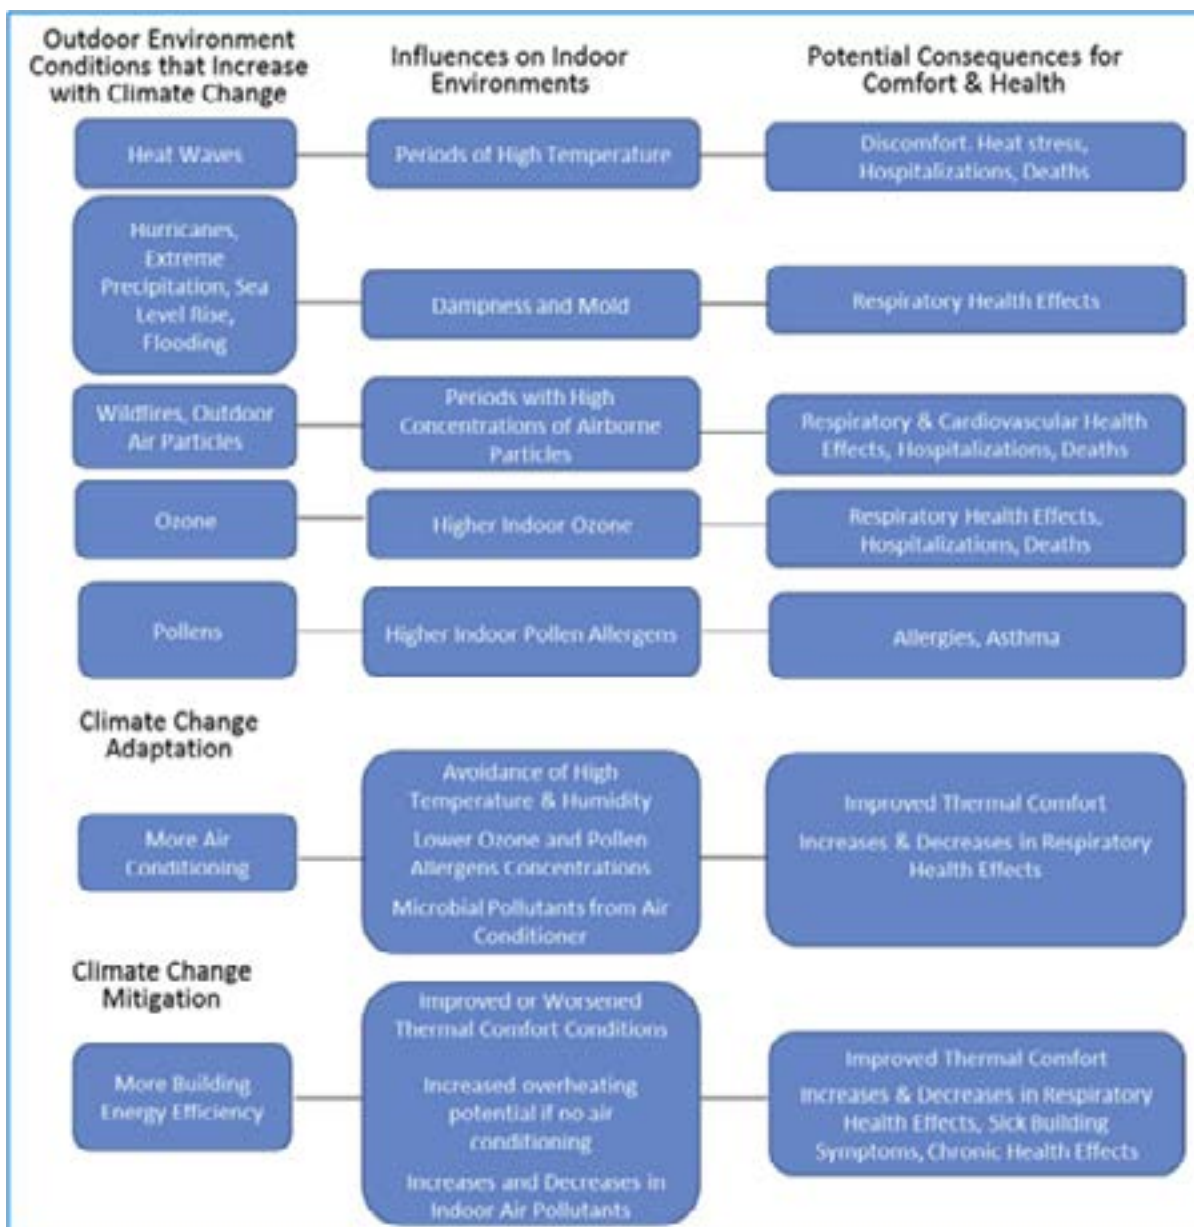 Outdoor Environment
Conditions that Increase
with Climate Change
Influences on Indoor
Environments
Potential Consequences for
Comfort & Health
Heat Waves
Periods of High Temperature
Discomfort. Heat stress,
Hospitalizations, Deaths
Hurricanes,
Extreme
Precipitation, Sea
Level Rise,
Flooding
Dampness and Mold
Respiratory Health Effects
Wildfires, Outdoor
Air Particles
Periods with High
Concentrations of Airborne
Particles
Respiratory & Cardiovascular Health
Effects, Hospitalizations, Deaths
Ozone
Higher Indoor Ozone
Respiratory Health Effects,
Hospitalizations, Deaths
Pollens
Higher Indoor Pollen Allergens
Allergies, Asthma
Climate Change
Adaptation
More Air
Conditioning
Avoidance of High
Temperature & Humidity
Lower Ozone and Pollen
Allergens Concentrations
Microbial Pollutants from Air
Conditioner
Improved Thermal Comfort
Increases & Decreases in Respiratory
Health Effects
Climate Change
Mitigation
More Building
Energy Efficiency
Improved or Worsened
Thermal Comfort Conditions
Increased overheating
potential if no air
conditioning
Increases and Decreases in
Indoor Air Pollutants
Improved Thermal Comfort
Increases & Decreases in Respiratory
Health Effects, Sick Building
Symptoms, Chronic Health Effects